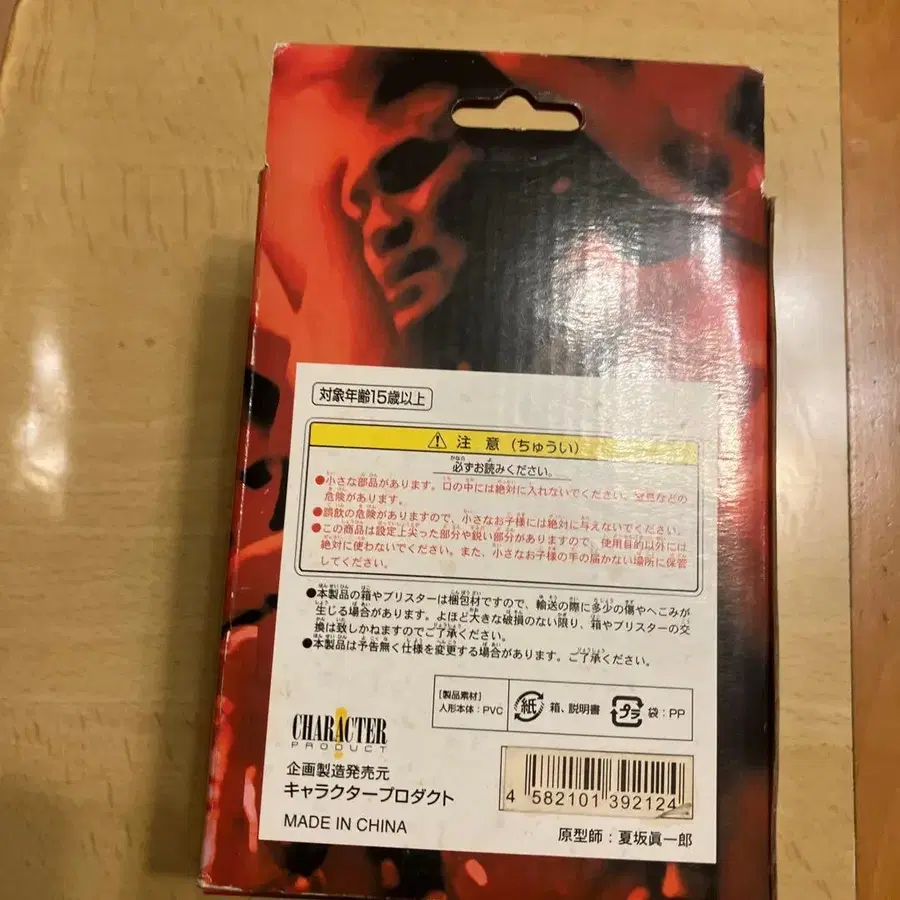 対象年齢15歳以上
注 意（ちゅうい）
必ずお読みください。
●小さな部品があります。口の中には絶対に入れないでください。窒息などの
危険があります。
●誤飲の危険がありますので、小さなお子様には絶対に与えないでください。
●この商品は設定上尖った部分や鋭い部分がありますので、使用目的以外には
絶対に使わないでください。また、小さなお子様の手の届かない場所に保管
してください。
●本製品の箱やブリスターは梱包材ですので、輸送の際に多少の傷やへこみが
生じる場合があります。よほど大きな破損のない限り、箱やブリスターの交
換は致しかねますのでご了承ください。
●本製品は予告無く仕様を変更する場合があります。ご了承ください。
［製品素材］
人形本体：PVC
紙 箱、説明書
プラ 袋：PP
CHARACTER
PRODUCT
企画製造発売元
キャラクタープロダクト
MADE IN CHINA
4 582101 392124
原型師：夏坂眞一郎